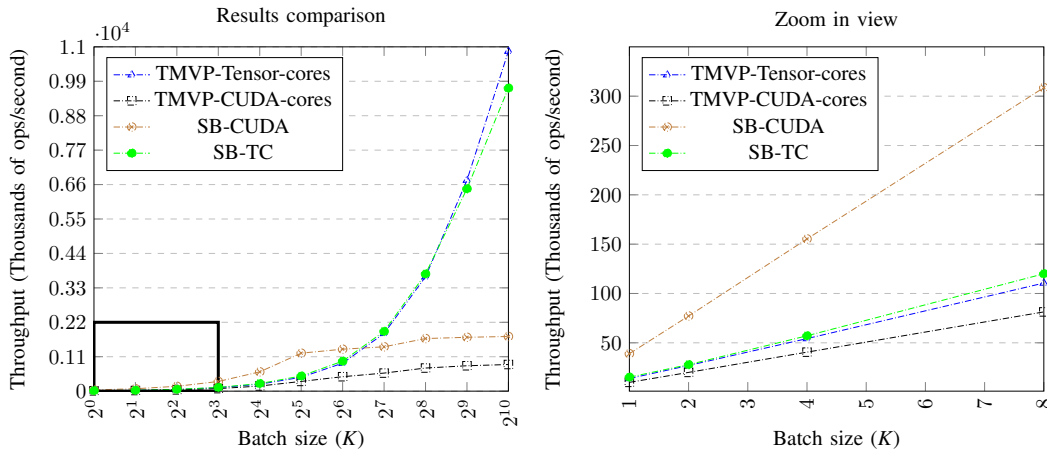 Results comparison
·10^4
Throughput (Thousands of ops/second)
1.1
0.99
0.88
0.77
0.66
0.55
0.44
0.33
0.22
0.11
0
TMVP-Tensor-cores
TMVP-CUDA-cores
SB-CUDA
SB-TC
2^0
2^1
2^2
2^3
2^4
2^5
2^6
2^7
2^8
2^9
2^10
Batch size (K)
Zoom in view
Throughput (Thousands of ops/second)
350
300
250
200
150
100
50
TMVP-Tensor-cores
TMVP-CUDA-cores
SB-CUDA
SB-TC
1
2
3
4
5
6
7
8
Batch size (K)